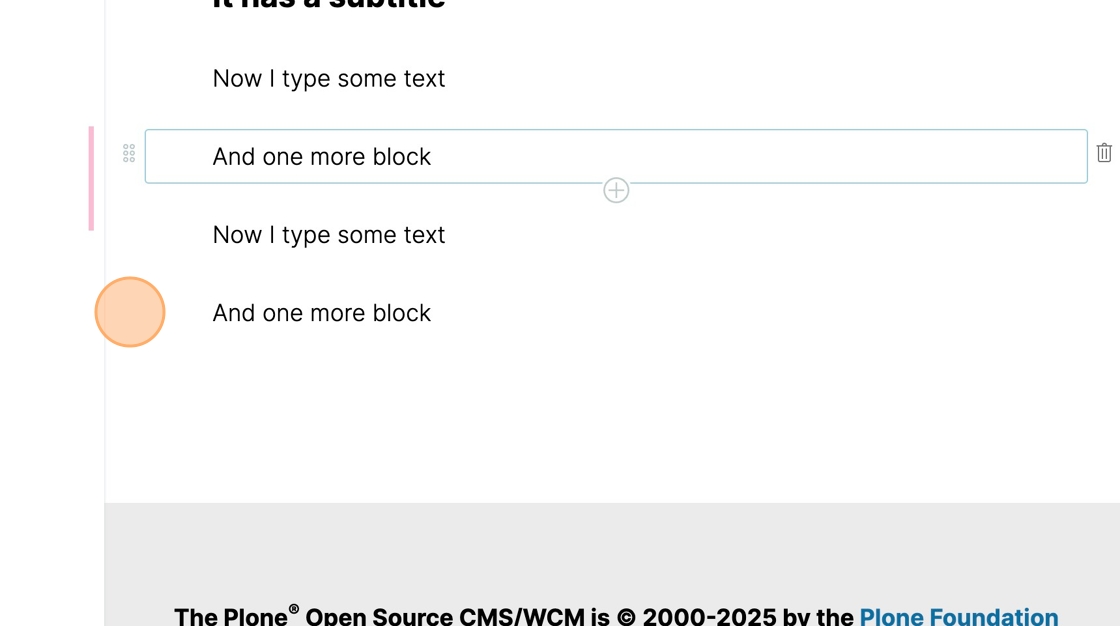 It has a subtitle
Now I type some text
And one more block
Now I type some text
And one more block
The Plone® Open Source CMS/WCM is © 2000-2025 by the Plone Foundation